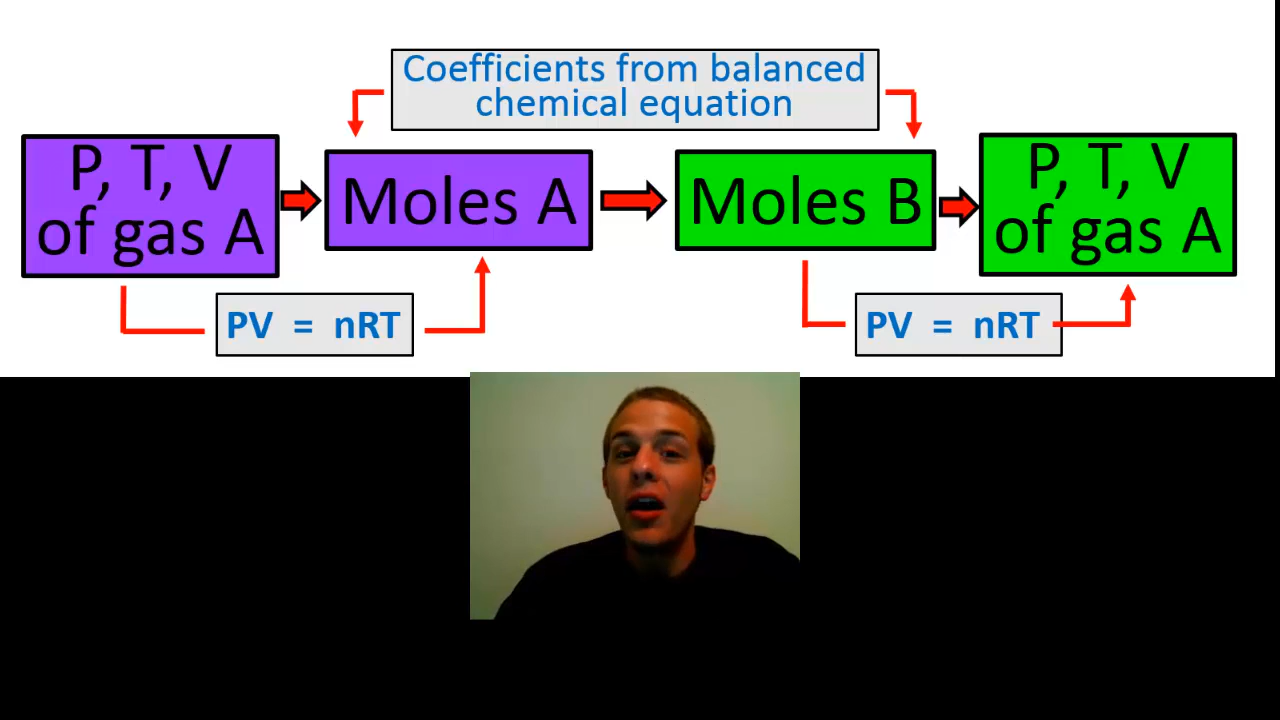 Coefficients from balanced
chemical equation
P, T, V
of gas A
Moles A
Moles B
P, T, V
of gas A
PV = nRT
PV = nRT